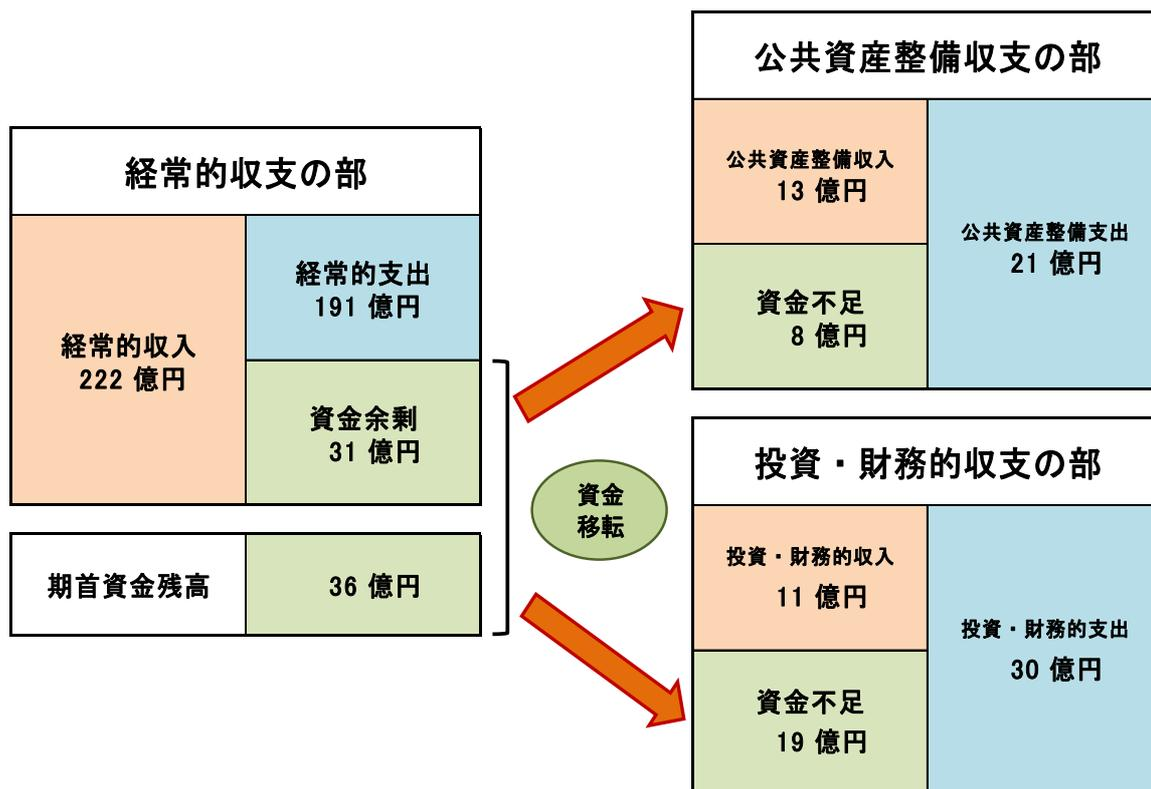 経常的収支の部
経常的収入
222 億円
経常的支出
191 億円
資金余剰
31 億円
期首資金残高
36 億円
資金
移転
公共資産整備収支の部
公共資産整備収入
13 億円
資金不足
8 億円
公共資産整備支出
21 億円
投資・財務的収支の部
投資・財務的収入
11 億円
資金不足
19 億円
投資・財務的支出
30 億円